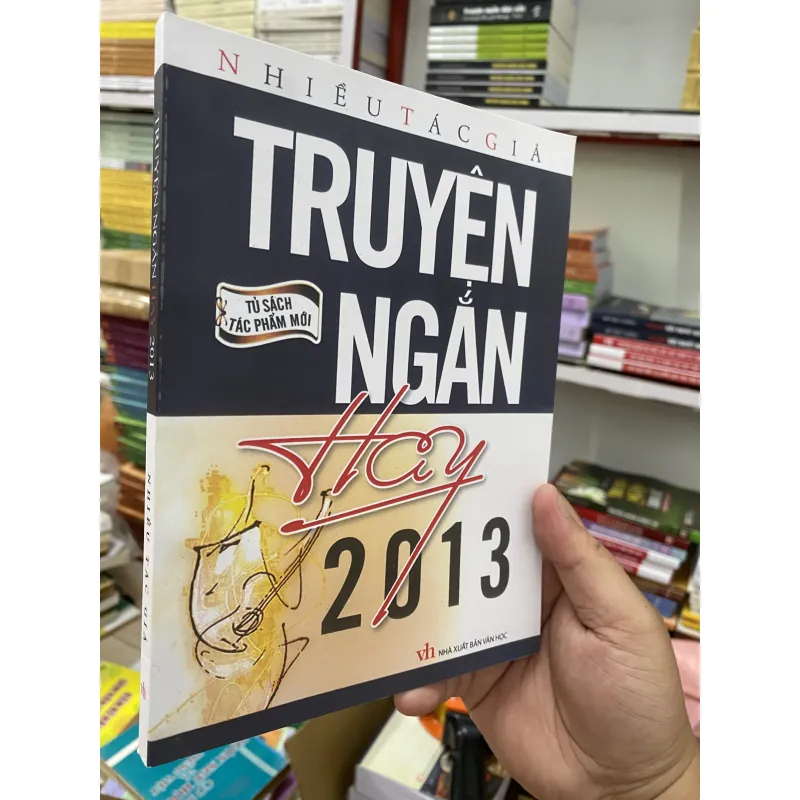 NHIỀU TÁC GIẢ
TRUYỆN
NGẮN
TỦ SÁCH
TÁC PHẨM MỚI
Hay
2013
vh NHÀ XUẤT BẢN VĂN HỌC
TRUYỆN NGẮN HAY 2013
NHIỀU TÁC GIẢ
vh